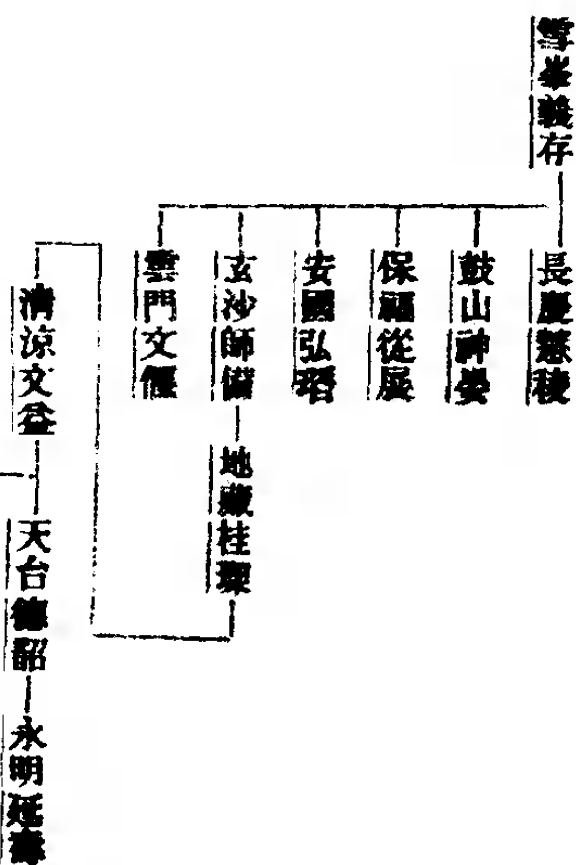 雪峯義存
長慶慧稜
鼓山神晏
保福從展
安國弘瑫
玄沙師備
雲門文偃
地藏桂琛
清涼文益
天台德韶
永明延壽